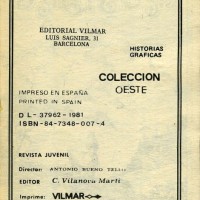 EDITORIAL VILMAR
LUIS SAGNIER, 31
BARCELONA
HISTORIAS
GRAFICAS
COLECCION
OESTE
IMPRESO EN ESPAÑA
PRINTED IN SPAIN
D L - 37962 - 1981
ISBN - 84-7348-007-4
REVISTA JUVENIL
Director: ANTONIO BUENO TELLO
EDITOR C. Vilanova Martí
Imprime: VILMAR